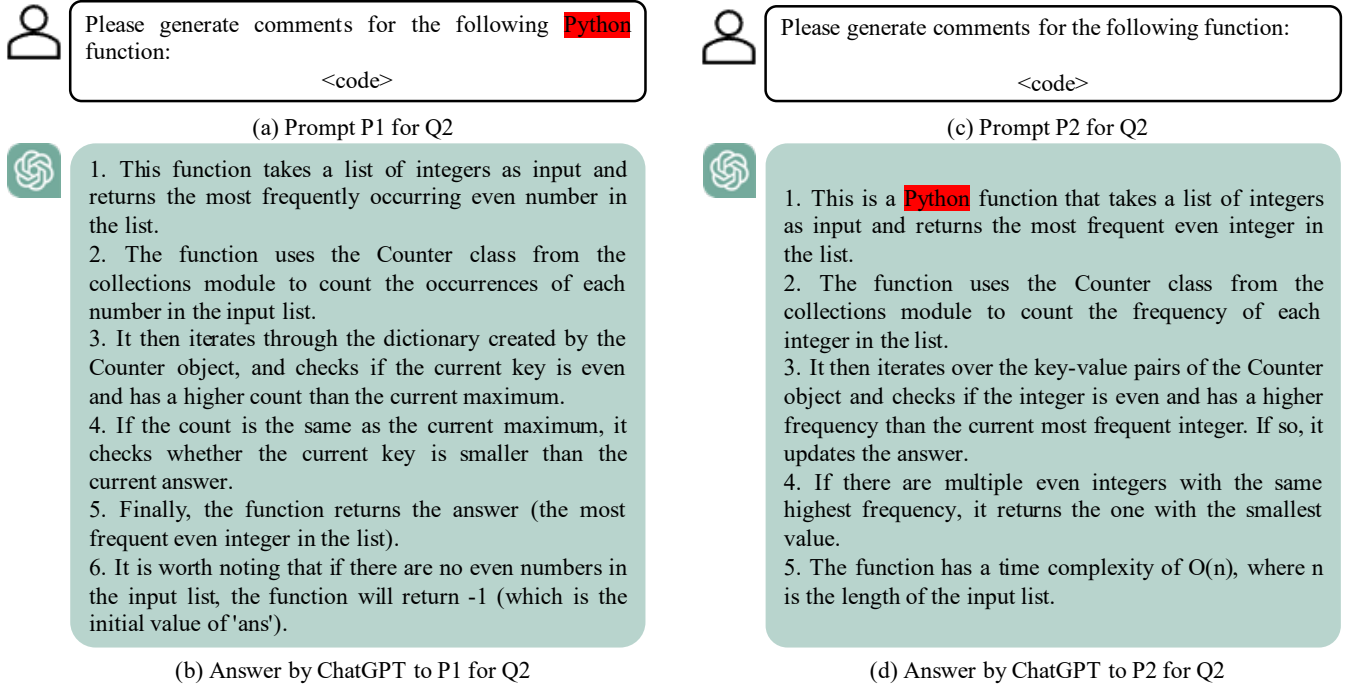 Please generate comments for the following Python
function:
<code>
(a) Prompt P1 for Q2
1. This function takes a list of integers as input and
returns the most frequently occurring even number in
the list.
2. The function uses the Counter class from the
collections module to count the occurrences of each
number in the input list.
3. It then iterates through the dictionary created by the
Counter object, and checks if the current key is even
and has a higher count than the current maximum.
4. If the count is the same as the current maximum, it
checks whether the current key is smaller than the
current answer.
5. Finally, the function returns the answer (the most
frequent even integer in the list).
6. It is worth noting that if there are no even numbers in
the input list, the function will return -1 (which is the
initial value of 'ans').
(b) Answer by ChatGPT to P1 for Q2
Please generate comments for the following function:
<code>
(c) Prompt P2 for Q2
1. This is a Python function that takes a list of integers
as input and returns the most frequent even integer in
the list.
2. The function uses the Counter class from the
collections module to count the frequency of each
integer in the list.
3. It then iterates over the key-value pairs of the Counter
object and checks if the integer is even and has a higher
frequency than the current most frequent integer. If so, it
updates the answer.
4. If there are multiple even integers with the same
highest frequency, it returns the one with the smallest
value.
5. The function has a time complexity of O(n), where n
is the length of the input list.
(d) Answer by ChatGPT to P2 for Q2